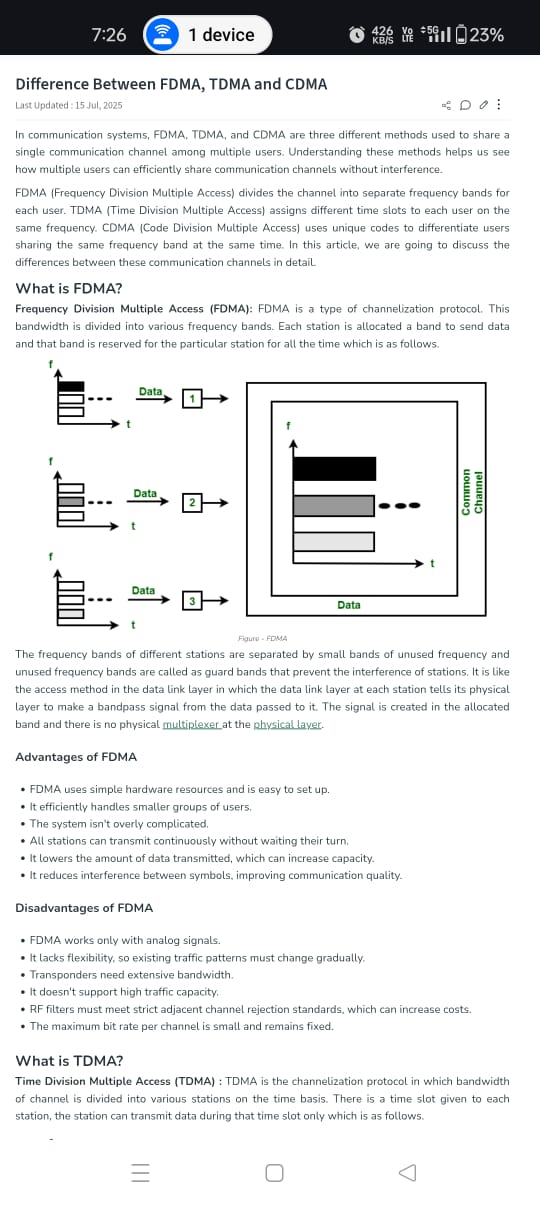 7:26
1 device
426 KB/S
Vo LTE
5G
23%
Difference Between FDMA, TDMA and CDMA
Last Updated : 15 Jul, 2025
In communication systems, FDMA, TDMA, and CDMA are three different methods used to share a
single communication channel among multiple users. Understanding these methods helps us see
how multiple users can efficiently share communication channels without interference.
FDMA (Frequency Division Multiple Access) divides the channel into separate frequency bands for
each user. TDMA (Time Division Multiple Access) assigns different time slots to each user on the
same frequency. CDMA (Code Division Multiple Access) uses unique codes to differentiate users
sharing the same frequency band at the same time. In this article, we are going to discuss the
differences between these communication channels in detail.
What is FDMA?
Frequency Division Multiple Access (FDMA): FDMA is a type of channelization protocol. This
bandwidth is divided into various frequency bands. Each station is allocated a band to send data
and that band is reserved for the particular station for all the time which is as follows.
f
Data
1
t
f
Data
2
t
f
Data
3
t
f
t
Common
Channel
Data
Figure - FDMA
The frequency bands of different stations are separated by small bands of unused frequency and
unused frequency bands are called as guard bands that prevent the interference of stations. It is like
the access method in the data link layer in which the data link layer at each station tells its physical
layer to make a bandpass signal from the data passed to it. The signal is created in the allocated
band and there is no physical multiplexer at the physical layer.
Advantages of FDMA
• FDMA uses simple hardware resources and is easy to set up.
• It efficiently handles smaller groups of users.
• The system isn't overly complicated.
• All stations can transmit continuously without waiting their turn.
• It lowers the amount of data transmitted, which can increase capacity.
• It reduces interference between symbols, improving communication quality.
Disadvantages of FDMA
• FDMA works only with analog signals.
• It lacks flexibility, so existing traffic patterns must change gradually.
• Transponders need extensive bandwidth.
• It doesn't support high traffic capacity.
• RF filters must meet strict adjacent channel rejection standards, which can increase costs.
• The maximum bit rate per channel is small and remains fixed.
What is TDMA?
Time Division Multiple Access (TDMA) : TDMA is the channelization protocol in which bandwidth
of channel is divided into various stations on the time basis. There is a time slot given to each
station, the station can transmit data during that time slot only which is as follows.